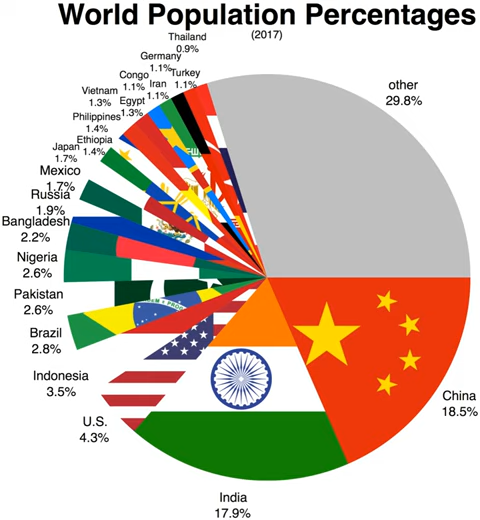 World Population Percentages
(2017)
Thailand
0.9%
Germany
1.1%
Turkey
1.1%
Congo
1.1%
Iran
1.1%
Vietnam
1.3%
Egypt
1.3%
Philippines
1.4%
Ethiopia
1.4%
Japan
1.7%
Mexico
1.7%
Russia
1.9%
Bangladesh
2.2%
Nigeria
2.6%
Pakistan
2.6%
Brazil
2.8%
Indonesia
3.5%
U.S.
4.3%
India
17.9%
China
18.5%
other
29.8%